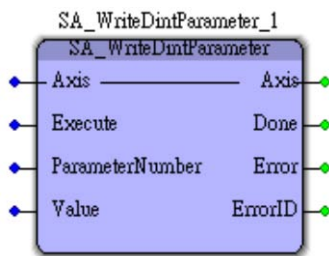 SA_WriteDintParameter_1
SA_WriteDintParameter
Axis Axis
Execute Done
ParameterNumber Error
Value ErrorID